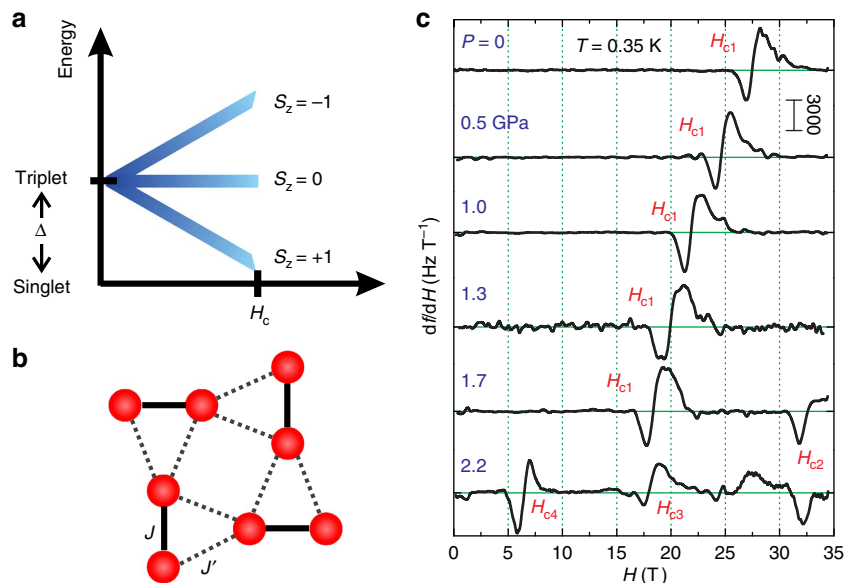 a
Energy
Triplet
Δ
Singlet
S_z = –1
S_z = 0
S_z = +1
H_c
b
J
J′
c
P = 0
T = 0.35 K
H_c1
3000
0.5 GPa
H_c1
1.0
H_c1
1.3
H_c1
1.7
H_c1
H_c2
2.2
H_c4
H_c3
df/dH (Hz T⁻¹)
0 5 10 15 20 25 30 35
H (T)